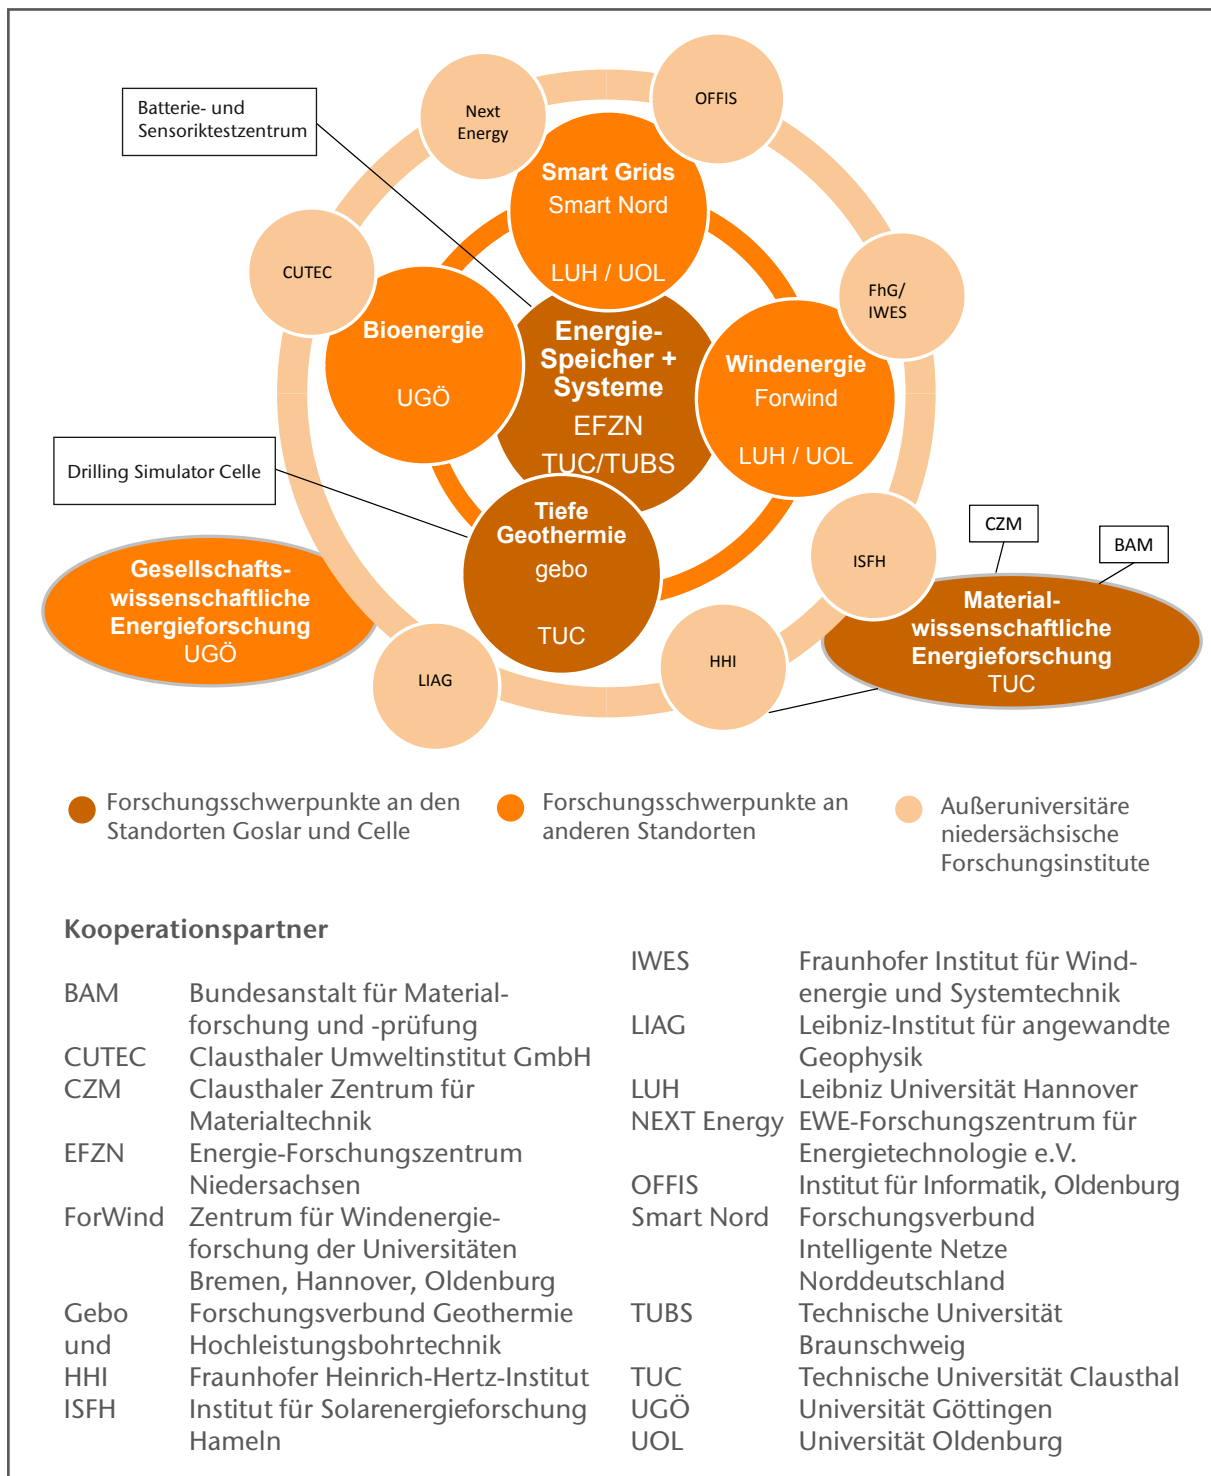 Batterie- und
Sensoriktestzentrum
Next
Energy
OFFIS
Smart Grids
Smart Nord
LUH / UOL
CUTEC
FhG/
IWES
Bioenergie
UGÖ
Energie-
Speicher +
Systeme
EFZN
TUC/TUBS
Windenergie
Forwind
LUH / UOL
Drilling Simulator Celle
Tiefe
Geothermie
gebo
TUC
CZM
BAM
ISFH
Gesellschafts-
wissenschaftliche
Energieforschung
UGÖ
Material-
wissenschaftliche
Energieforschung
TUC
LIAG
HHI
Forschungsschwerpunkte an den
Standorten Goslar und Celle
Forschungsschwerpunkte an
anderen Standorten
Außeruniversitäre
niedersächsische
Forschungsinstitute
Kooperationspartner
BAM Bundesanstalt für Material-
forschung und -prüfung
CUTEC Clausthaler Umweltinstitut GmbH
CZM Clausthaler Zentrum für
Materialtechnik
EFZN Energie-Forschungszentrum
Niedersachsen
ForWind Zentrum für Windenergie-
forschung der Universitäten
Bremen, Hannover, Oldenburg
Gebo Forschungsverbund Geothermie
und Hochleistungsbohrtechnik
HHI Fraunhofer Heinrich-Hertz-Institut
ISFH Institut für Solarenergieforschung
Hameln
IWES Fraunhofer Institut für Wind-
energie und Systemtechnik
LIAG Leibniz-Institut für angewandte
Geophysik
LUH Leibniz Universität Hannover
NEXT Energy EWE-Forschungszentrum für
Energietechnologie e.V.
OFFIS Institut für Informatik, Oldenburg
Smart Nord Forschungsverbund
Intelligente Netze
Norddeutschland
TUBS Technische Universität
Braunschweig
TUC Technische Universität Clausthal
UGÖ Universität Göttingen
UOL Universität Oldenburg